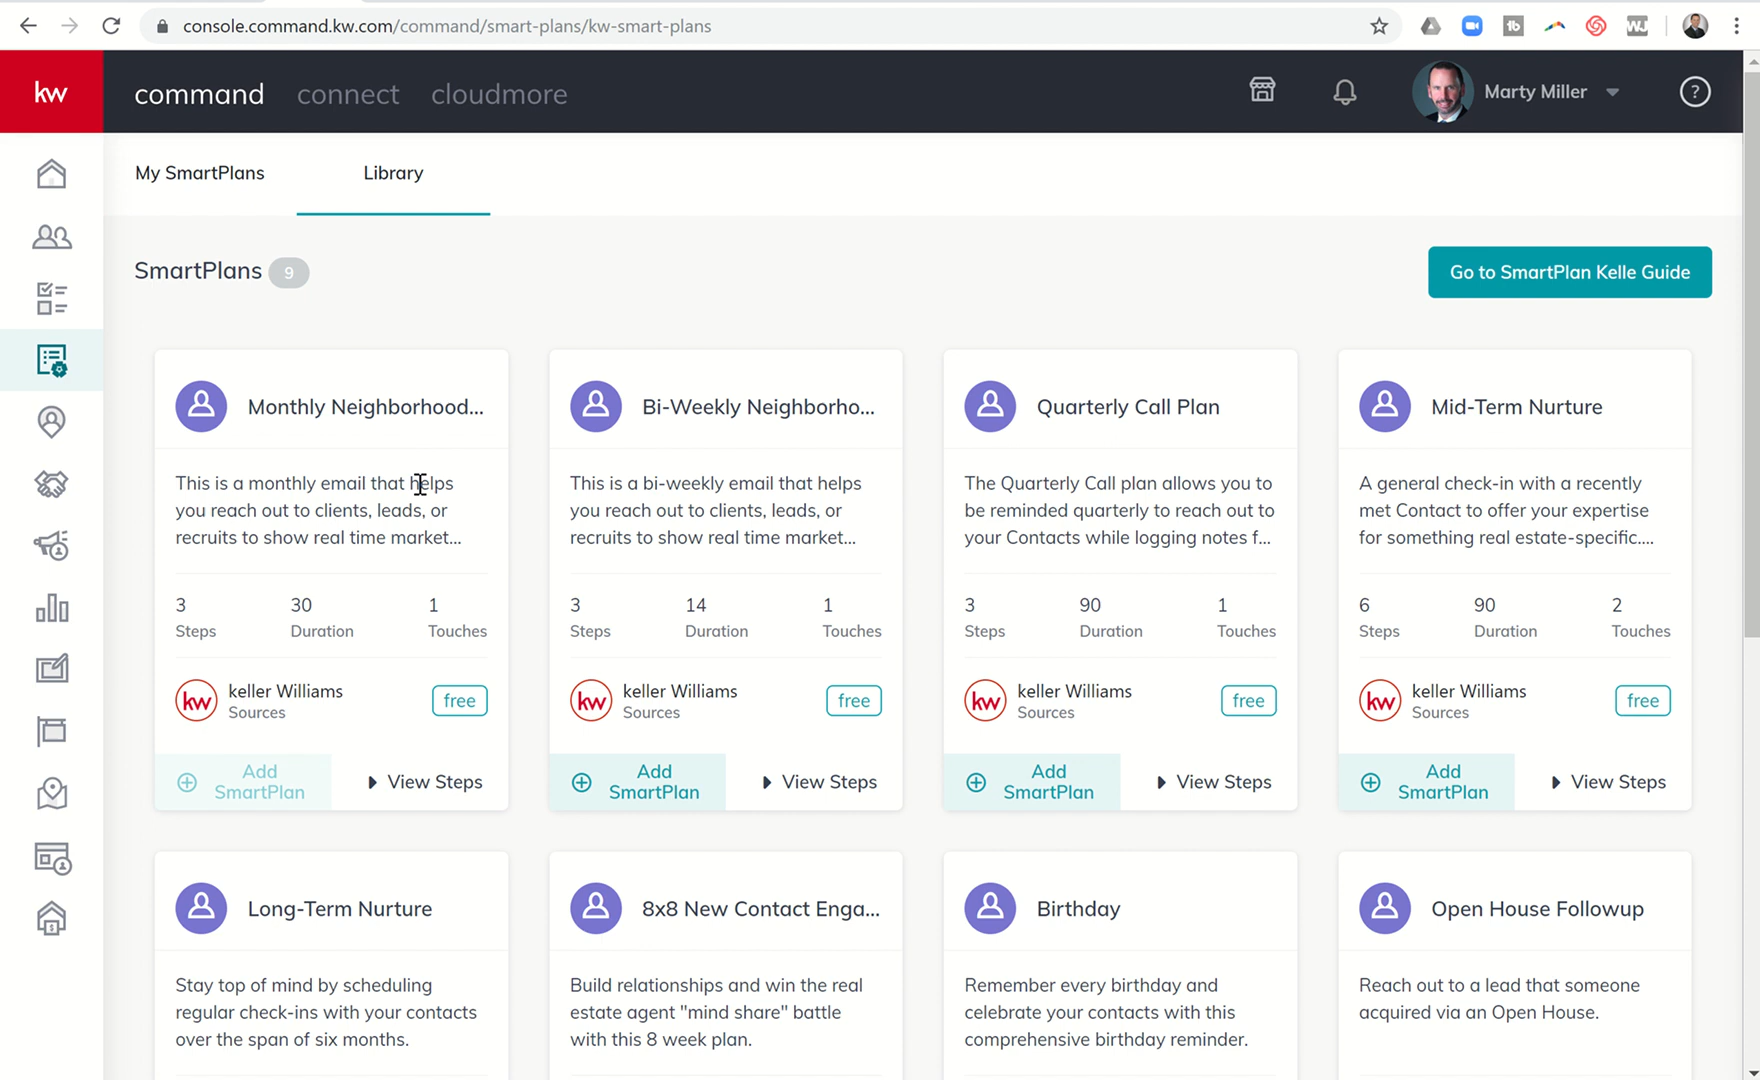 console.command.kw.com/command/smart-plans/kw-smart-plans
tb
WJ
kw
command connect cloudmore
Marty Miller
?
My SmartPlans Library
SmartPlans 9
Go to SmartPlan Kelle Guide
Monthly Neighborhood...
This is a monthly email that helps
you reach out to clients, leads, or
recruits to show real time market...
3 30 1
Steps Duration Touches
kw keller Williams
Sources
free
Add
SmartPlan
View Steps
Bi-Weekly Neighborho...
This is a bi-weekly email that helps
you reach out to clients, leads, or
recruits to show real time market...
3 14 1
Steps Duration Touches
kw keller Williams
Sources
free
Add
SmartPlan
View Steps
Quarterly Call Plan
The Quarterly Call plan allows you to
be reminded quarterly to reach out to
your Contacts while logging notes f...
3 90 1
Steps Duration Touches
kw keller Williams
Sources
free
Add
SmartPlan
View Steps
Mid-Term Nurture
A general check-in with a recently
met Contact to offer your expertise
for something real estate-specific....
6 90 2
Steps Duration Touches
kw keller Williams
Sources
free
Add
SmartPlan
View Steps
Long-Term Nurture
Stay top of mind by scheduling
regular check-ins with your contacts
over the span of six months.
8x8 New Contact Enga...
Build relationships and win the real
estate agent "mind share" battle
with this 8 week plan.
Birthday
Remember every birthday and
celebrate your contacts with this
comprehensive birthday reminder.
Open House Followup
Reach out to a lead that someone
acquired via an Open House.